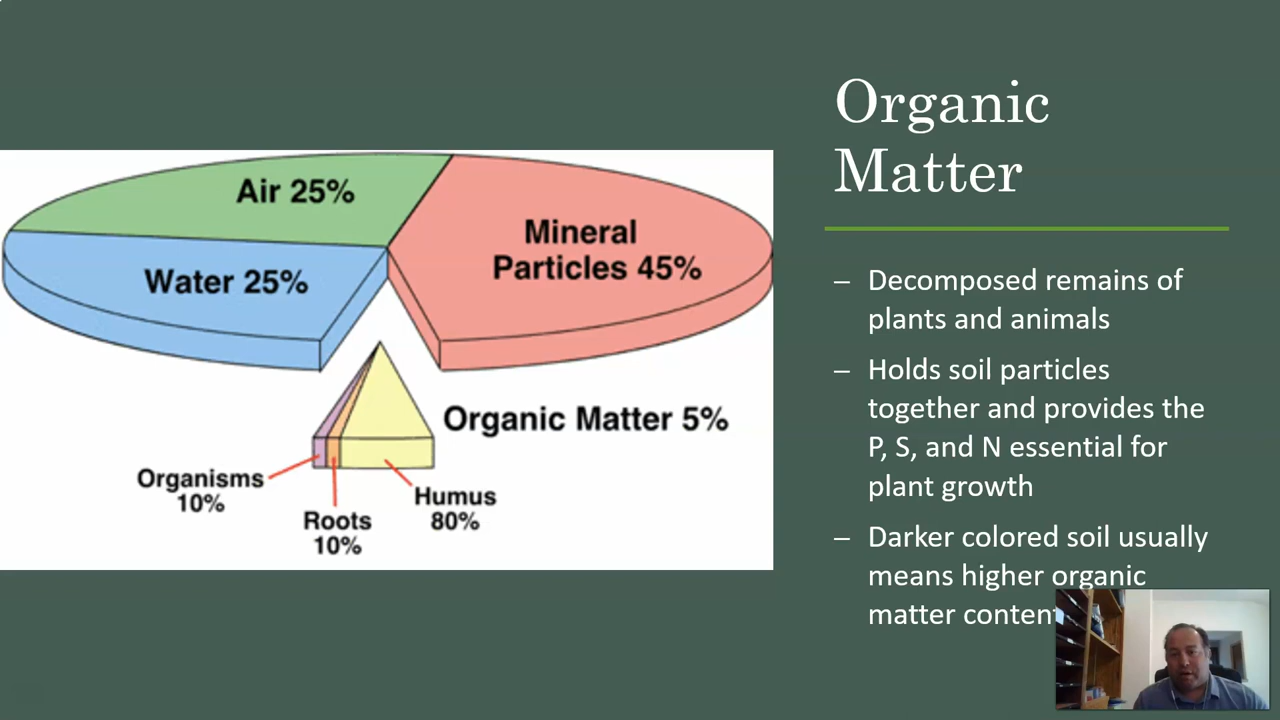 Organic
Matter
Air 25%
Mineral
Particles 45%
Water 25%
Organic Matter 5%
Organisms
10%
Roots
10%
Humus
80%
– Decomposed remains of
plants and animals
– Holds soil particles
together and provides the
P, S, and N essential for
plant growth
– Darker colored soil usually
means higher organic
matter content